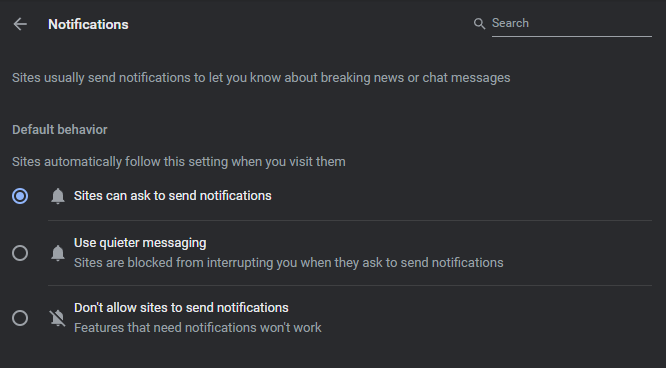 Notifications
Search
Sites usually send notifications to let you know about breaking news or chat messages
Default behavior
Sites automatically follow this setting when you visit them
Sites can ask to send notifications
Use quieter messaging
Sites are blocked from interrupting you when they ask to send notifications
Don't allow sites to send notifications
Features that need notifications won't work